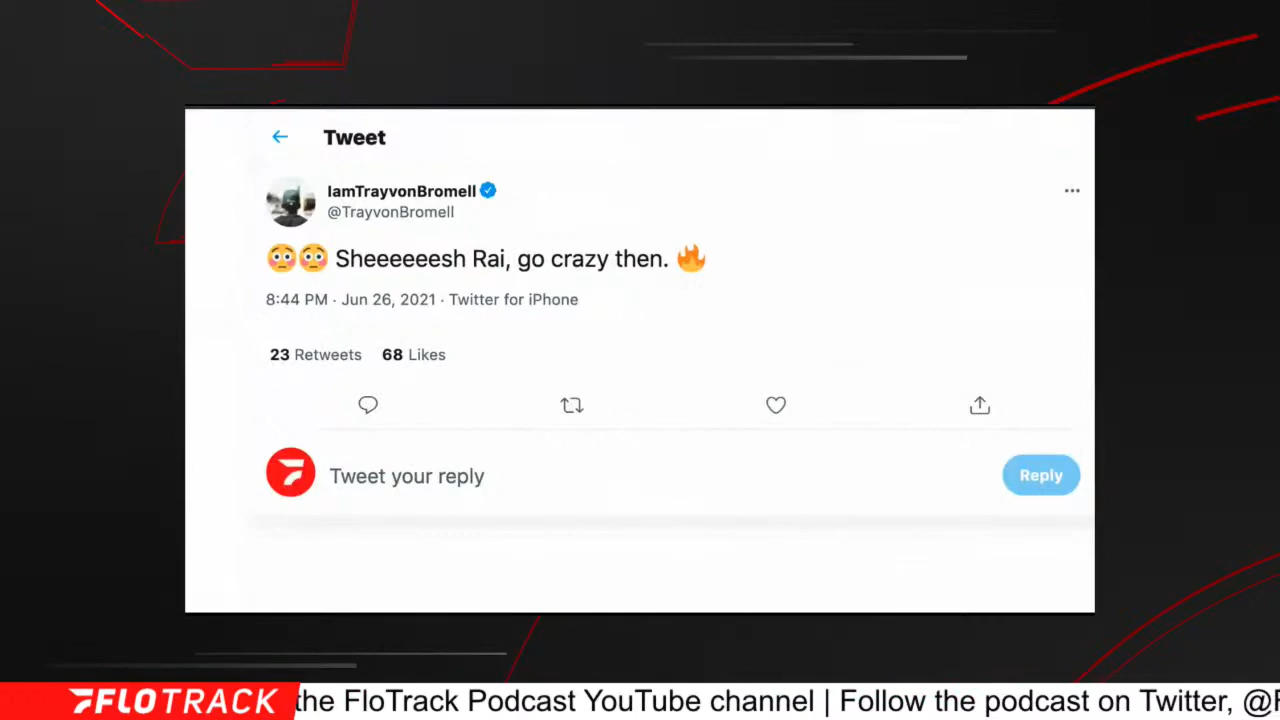 Tweet
IamTrayvonBromell
@TrayvonBromell
😳😳 Sheeeeeesh Rai, go crazy then. 🔥
8:44 PM · Jun 26, 2021 · Twitter for iPhone
23 Retweets 68 Likes
Tweet your reply
Reply
FLOTRACK
the FloTrack Podcast YouTube channel | Follow the podcast on Twitter, @F